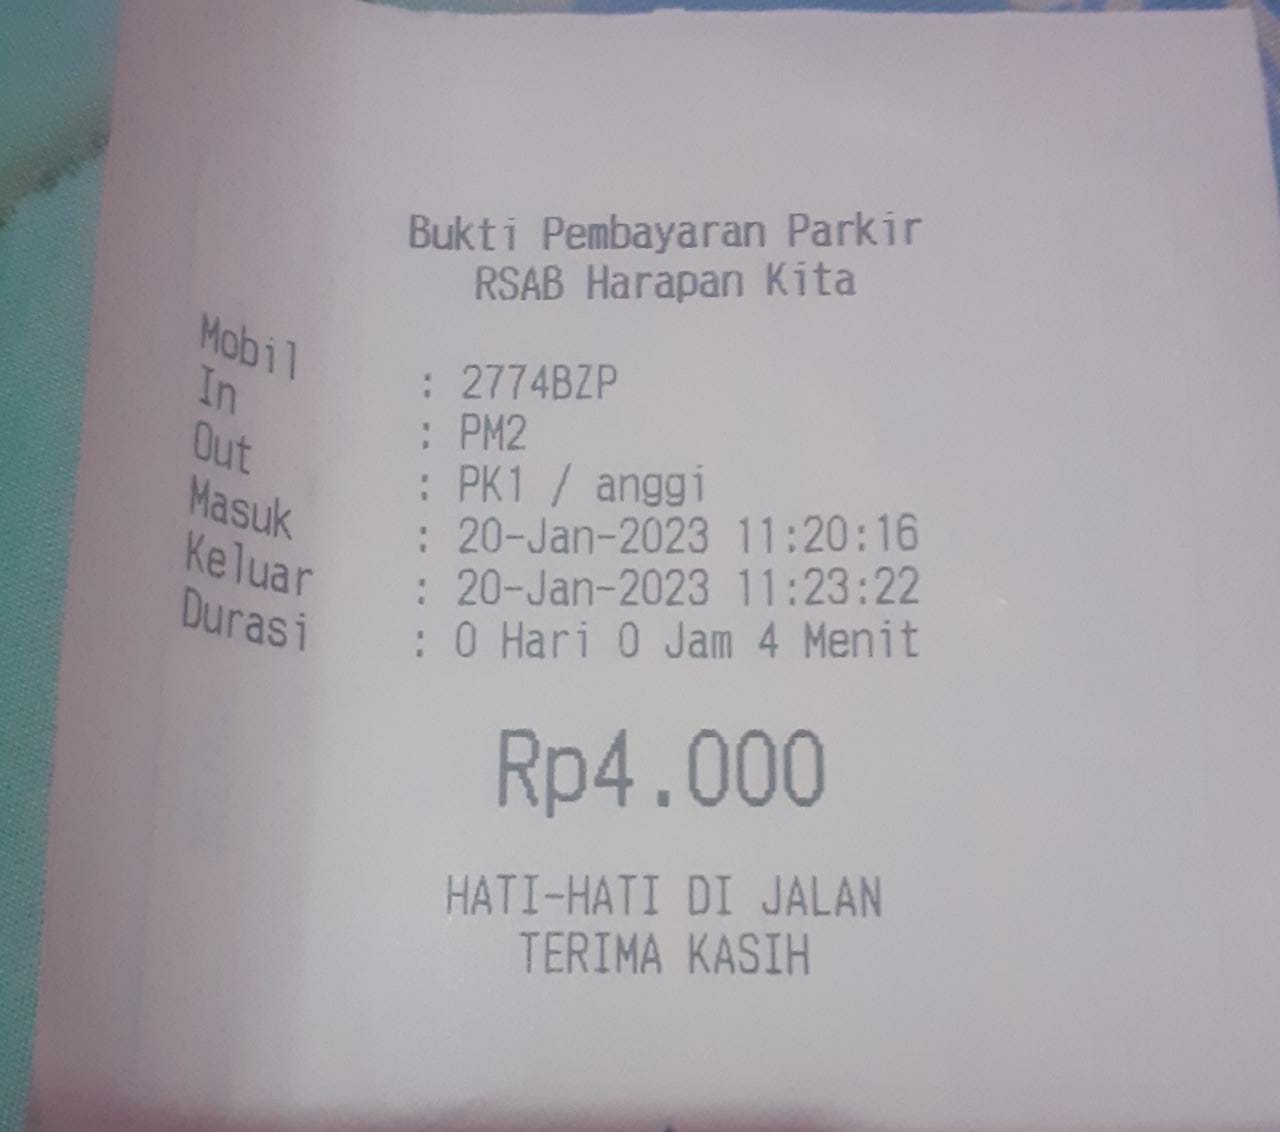 Bukti Pembayaran Parkir
RSAB Harapan Kita
Mobil : 2774BZP
In : PM2
Out : PK1 / anggi
Masuk : 20-Jan-2023 11:20:16
Keluar : 20-Jan-2023 11:23:22
Durasi : 0 Hari 0 Jam 4 Menit
Rp4.000
HATI-HATI DI JALAN
TERIMA KASIH